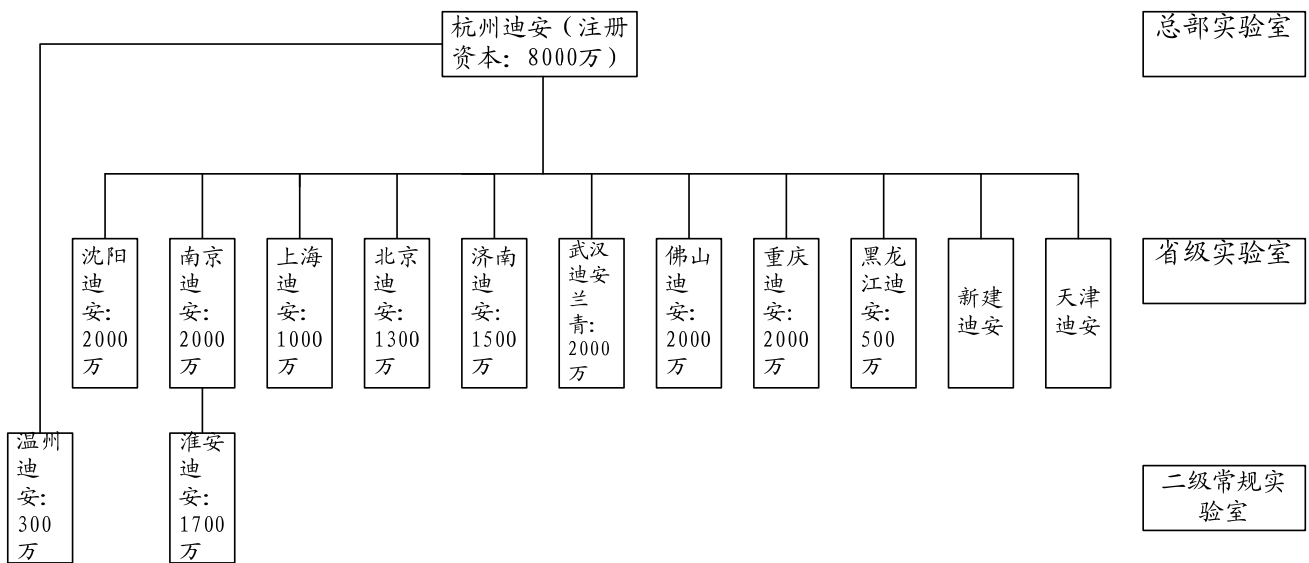 杭州迪安（注册
资本：8000万）
总部实验室
沈阳
迪
安：
2000
万
南京
迪
安：
2000
万
上海
迪
安：
1000
万
北京
迪
安：
1300
万
济南
迪
安：
1500
万
武汉
迪安
兰
青：
2000
万
佛山
迪
安：
2000
万
重庆
迪
安：
2000
万
黑龙
江迪
安：
500
万
新建
迪安
天津
迪安
省级实验室
温州
迪
安：
300
万
淮安
迪
安：
1700
万
二级常规实
验室